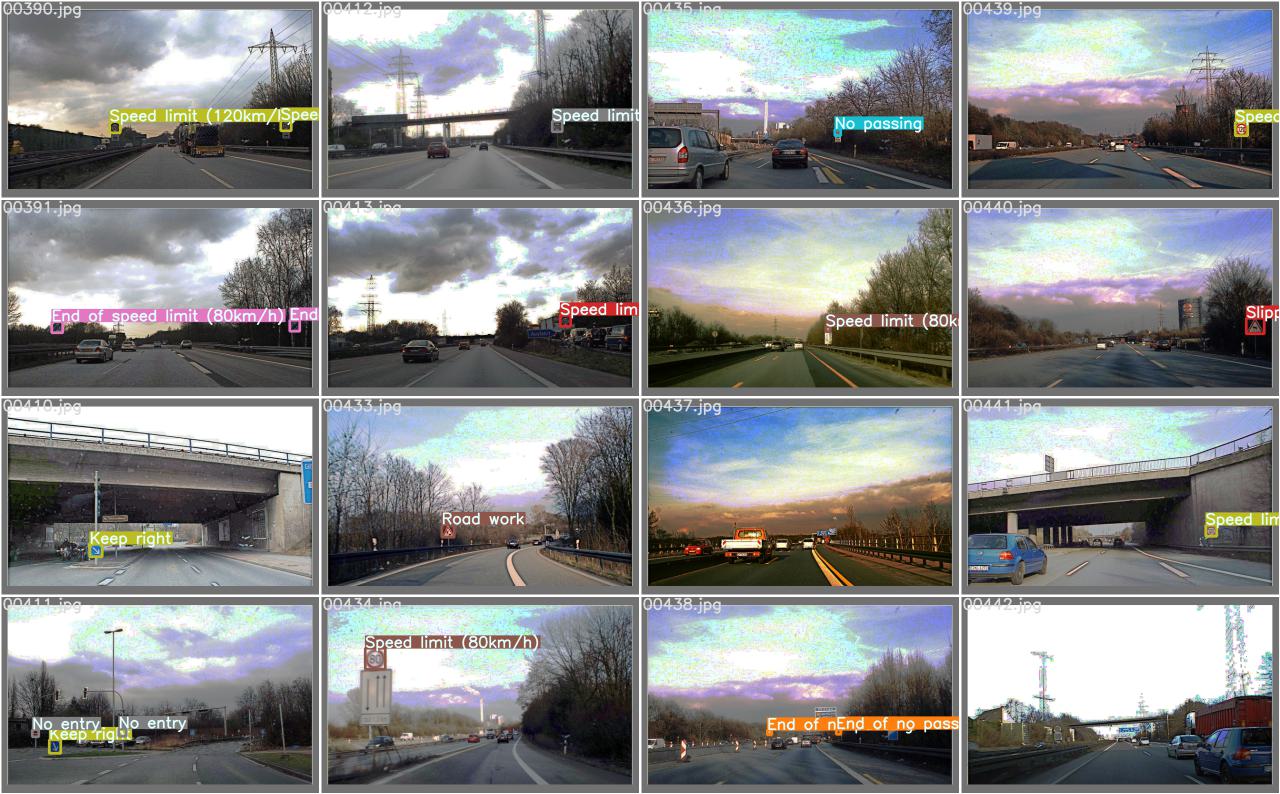 00390.jpg
Speed limit (120km/
Spee
00412.jpg
Speed limit
00435.jpg
No passing
00439.jpg
Speed
00391.jpg
End of speed limit (80km/h)
End
00413.jpg
Speed lim
00436.jpg
Speed limit (80k
00440.jpg
Slipp
00410.jpg
Keep right
00433.jpg
Road work
00437.jpg
00441.jpg
Speed lim
00411.jpg
No entry
No entry
Keep right
00434.jpg
Speed limit (80km/h)
80
00438.jpg
End of n
End of no pass
00442.jpg